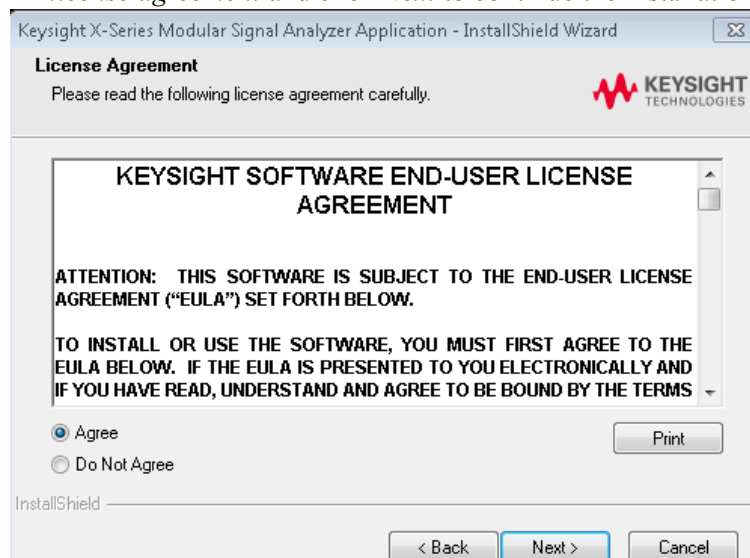 Keysight X-Series Modular Signal Analyzer Application - InstallShield Wizard
License Agreement
Please read the following license agreement carefully.
KEYSIGHT
TECHNOLOGIES
KEYSIGHT SOFTWARE END-USER LICENSE
AGREEMENT
ATTENTION: THIS SOFTWARE IS SUBJECT TO THE END-USER LICENSE
AGREEMENT (“EULA”) SET FORTH BELOW.
TO INSTALL OR USE THE SOFTWARE, YOU MUST FIRST AGREE TO THE
EULA BELOW. IF THE EULA IS PRESENTED TO YOU ELECTRONICALLY AND
IF YOU HAVE READ, UNDERSTAND AND AGREE TO BE BOUND BY THE TERMS
Agree
Print
Do Not Agree
InstallShield
< Back
Next >
Cancel